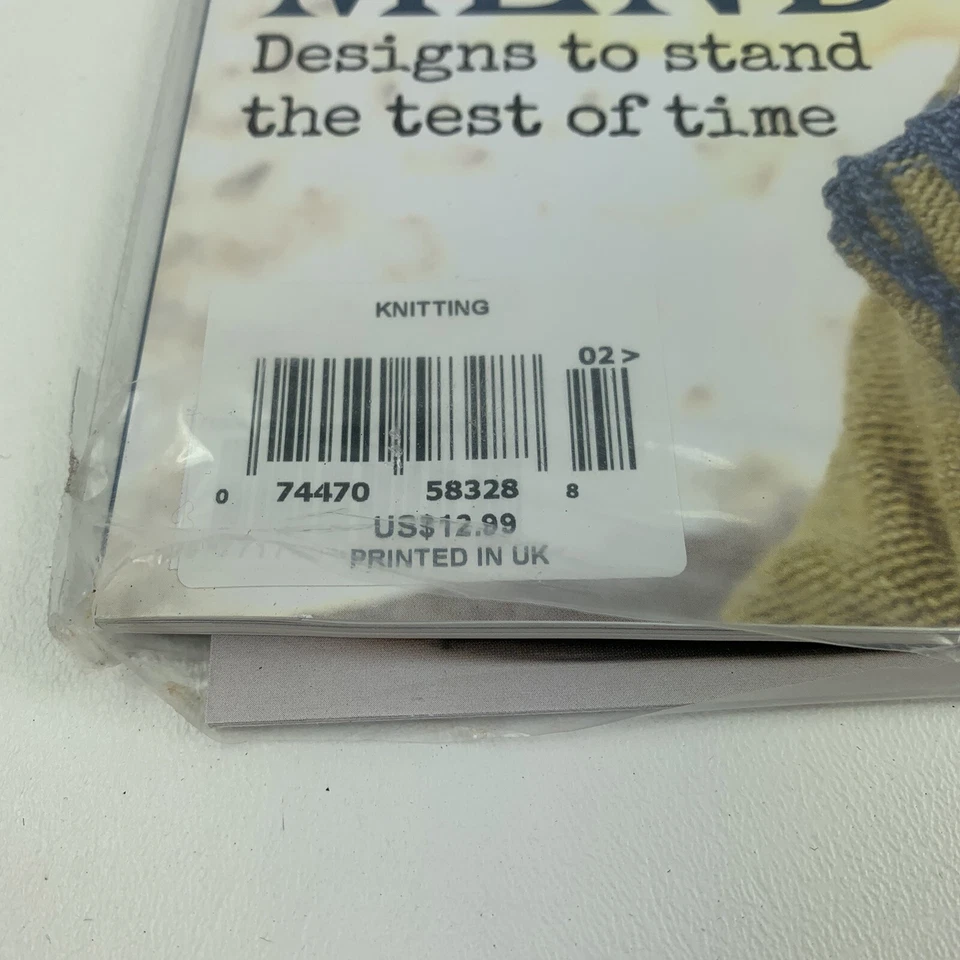 MEND
Designs to stand
the test of time
KNITTING
02 >
0 74470 58328 8
US$12.99
PRINTED IN UK